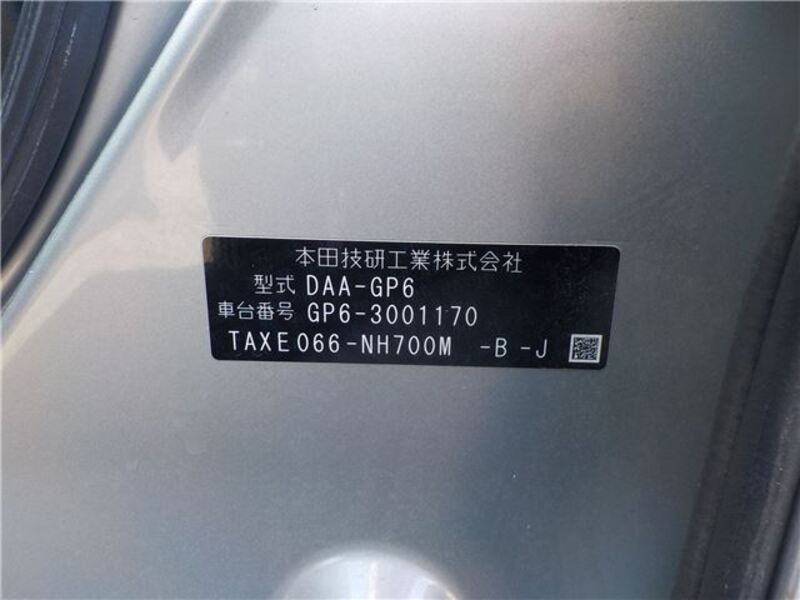 本田技研工業株式会社
型式 DAA-GP6
車台番号 GP6-3001170
TAXE066-NH700M -B -J